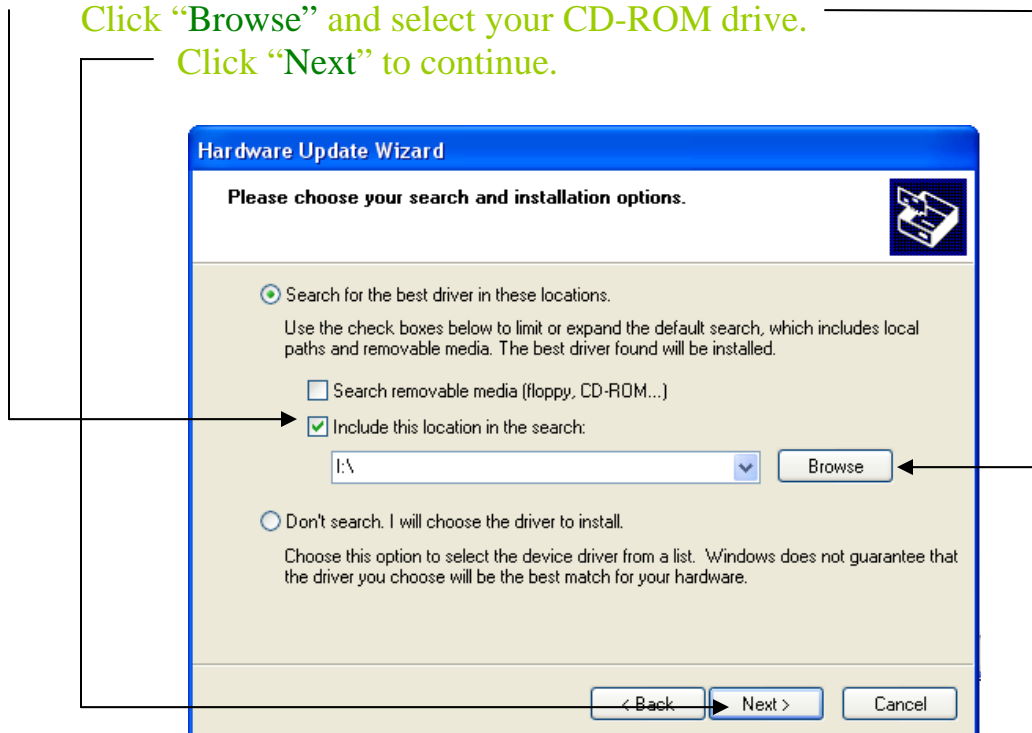 Click “Browse” and select your CD-ROM drive.
Click “Next” to continue.
Hardware Update Wizard
Please choose your search and installation options.
Search for the best driver in these locations.
Use the check boxes below to limit or expand the default search, which includes local
paths and removable media. The best driver found will be installed.
Search removable media (floppy, CD-ROM...)
Include this location in the search:
I:\
Browse
Don't search. I will choose the driver to install.
Choose this option to select the device driver from a list. Windows does not guarantee that
the driver you choose will be the best match for your hardware.
< Back Next > Cancel